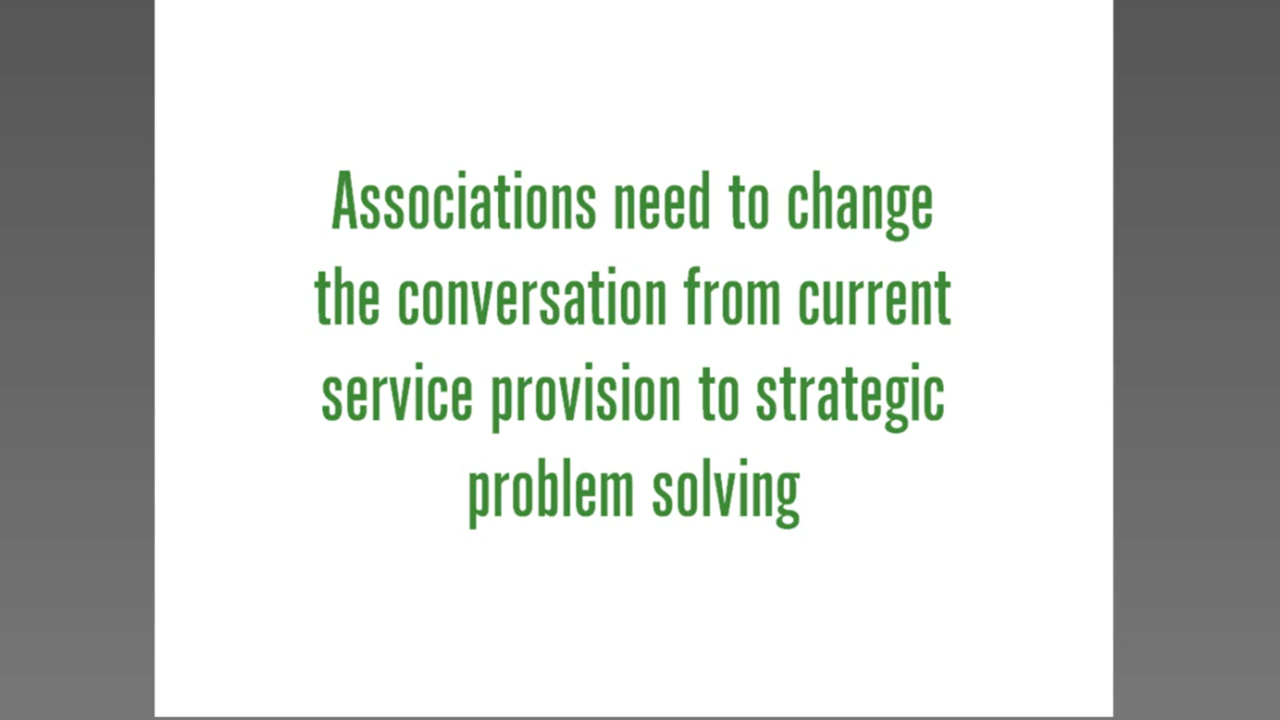 Associations need to change
the conversation from current
service provision to strategic
problem solving